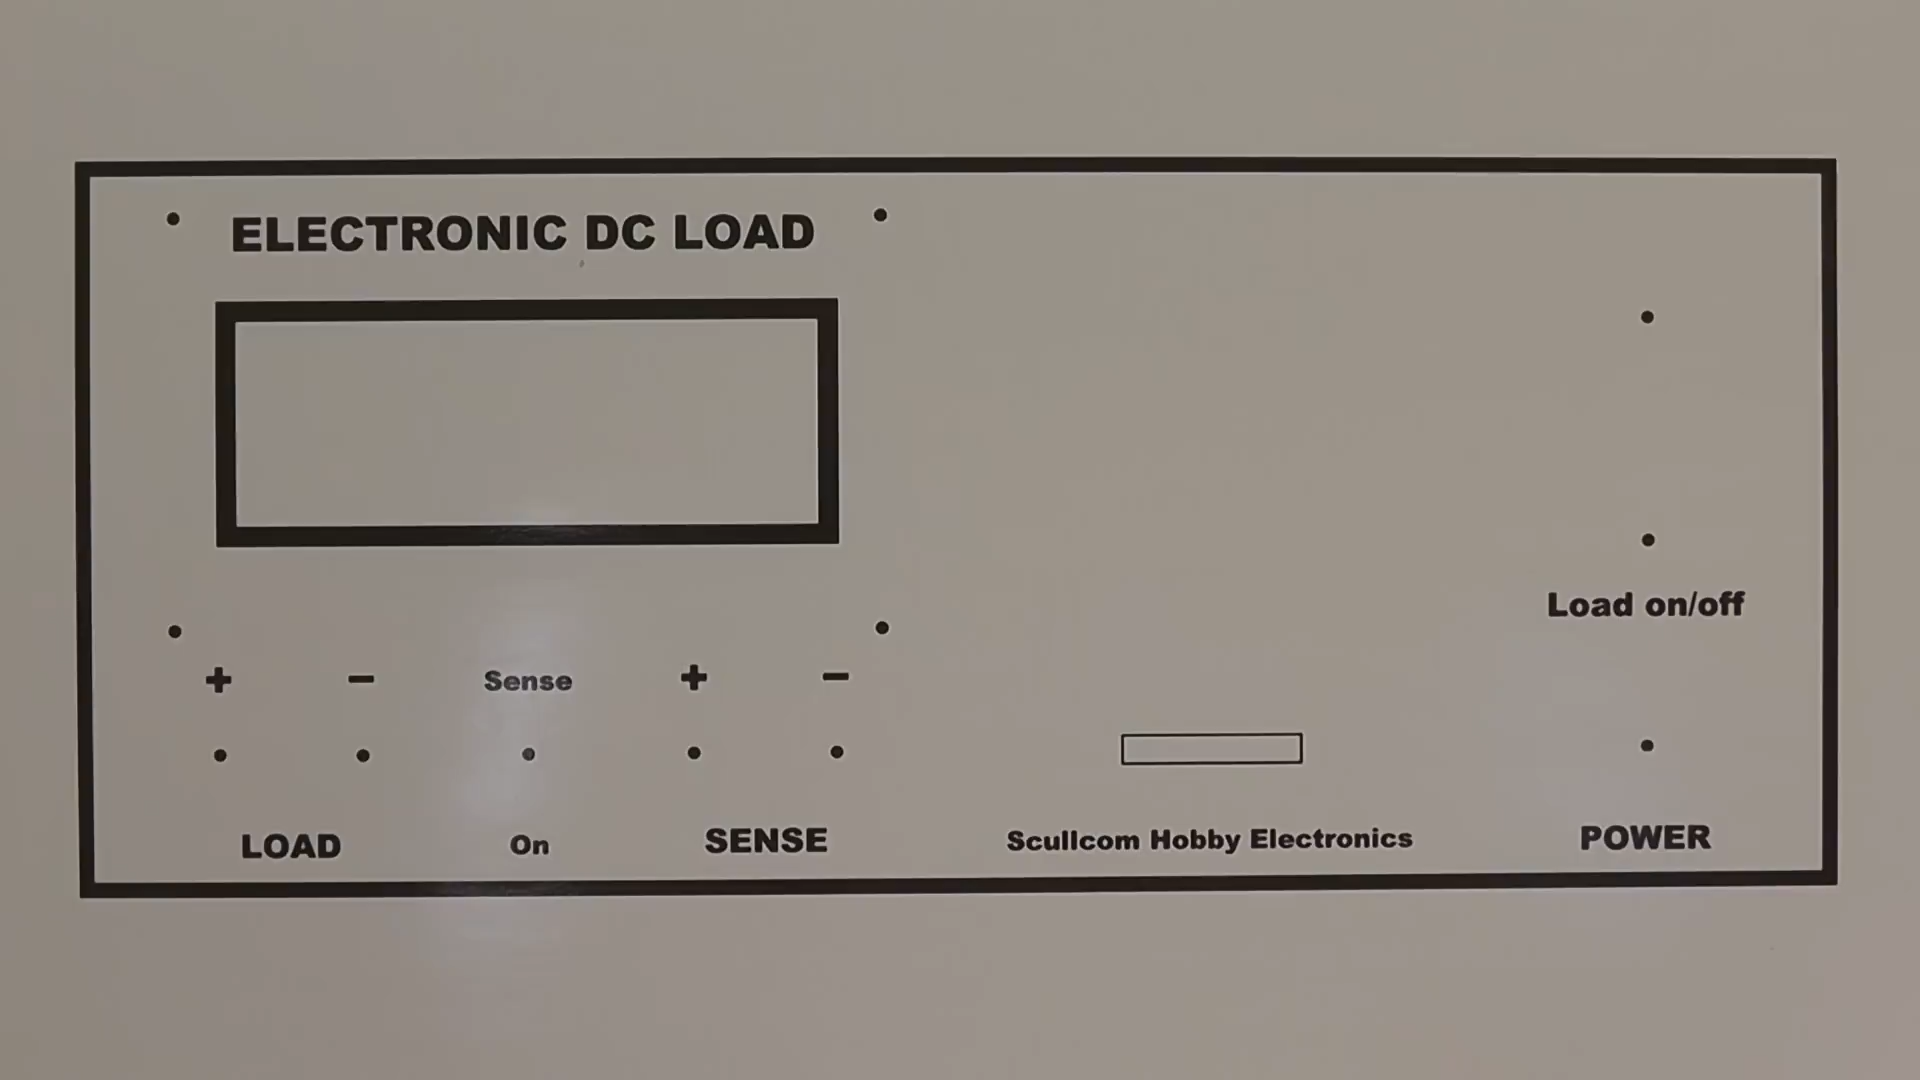 ELECTRONIC DC LOAD
Load on/off
+ − Sense + −
LOAD On SENSE Scullcom Hobby Electronics POWER